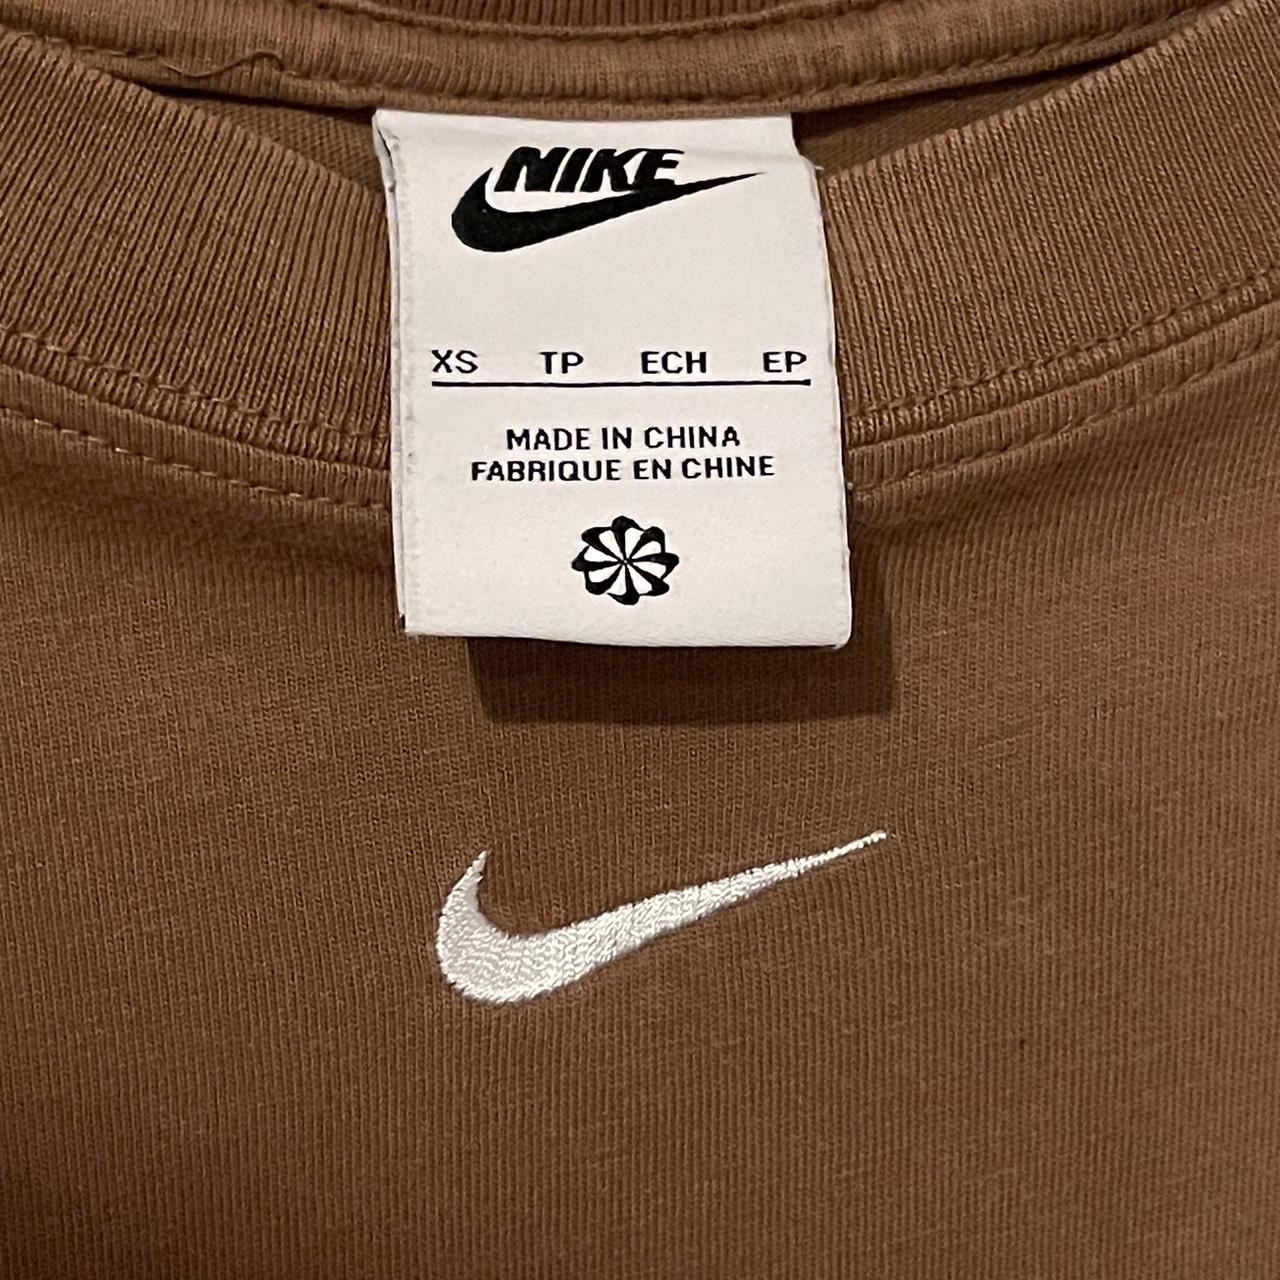 NIKE
XS TP ECH EP
MADE IN CHINA
FABRIQUE EN CHINE